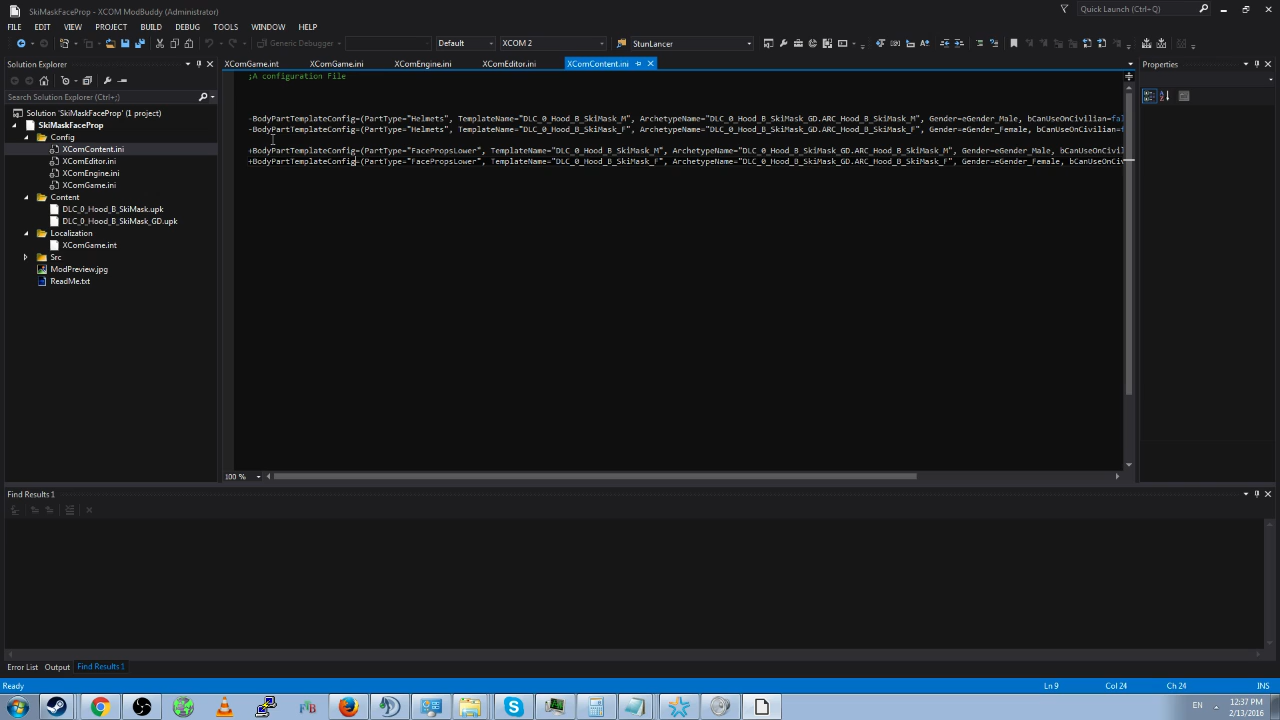 SkiMaskFaceProp - XCOM ModBuddy (Administrator)
Quick Launch (Ctrl+Q)
FILE EDIT VIEW PROJECT BUILD DEBUG TOOLS WINDOW HELP
Generic Debugger Default XCOM 2 StunLancer
Solution Explorer
XComGame.int XComGame.ini XComEngine.ini XComEditor.ini XComContent.ini
Properties
Search Solution Explorer (Ctrl+;)
Solution 'SkiMaskFaceProp' (1 project)
SkiMaskFaceProp
Config
XComContent.ini
XComEditor.ini
XComEngine.ini
XComGame.ini
Content
DLC_0_Hood_B_SkiMask.upk
DLC_0_Hood_B_SkiMask_GD.upk
Localization
XComGame.int
Src
ModPreview.jpg
ReadMe.txt
;A configuration File
-BodyPartTemplateConfig=(PartType="Helmets", TemplateName="DLC_0_Hood_B_SkiMask_M", ArchetypeName="DLC_0_Hood_B_SkiMask_GD.ARC_Hood_B_SkiMask_M", Gender=eGender_Male, bCanUseOnCivilian=fal
-BodyPartTemplateConfig=(PartType="Helmets", TemplateName="DLC_0_Hood_B_SkiMask_F", ArchetypeName="DLC_0_Hood_B_SkiMask_GD.ARC_Hood_B_SkiMask_F", Gender=eGender_Female, bCanUseOnCivilian=f
+BodyPartTemplateConfig=(PartType="FacePropsLower", TemplateName="DLC_0_Hood_B_SkiMask_M", ArchetypeName="DLC_0_Hood_B_SkiMask_GD.ARC_Hood_B_SkiMask_M", Gender=eGender_Male, bCanUseOnCivil
+BodyPartTemplateConfig=(PartType="FacePropsLower", TemplateName="DLC_0_Hood_B_SkiMask_F", ArchetypeName="DLC_0_Hood_B_SkiMask_GD.ARC_Hood_B_SkiMask_F", Gender=eGender_Female, bCanUseOnCiv
100 %
Find Results 1
Error List Output Find Results 1
Ready
Ln 9 Col 24 Ch 24 INS
EN
12:37 PM
2/13/2016